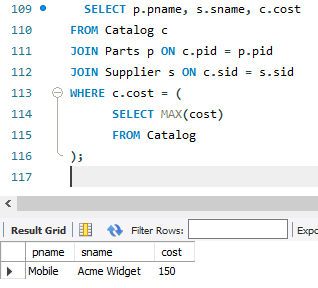 109 SELECT p.pname, s.sname, c.cost
110 FROM Catalog c
111 JOIN Parts p ON c.pid = p.pid
112 JOIN Supplier s ON c.sid = s.sid
113 WHERE c.cost = (
114 SELECT MAX(cost)
115 FROM Catalog
116 );
117
Result Grid Filter Rows: Expo
pname sname cost
Mobile Acme Widget 150